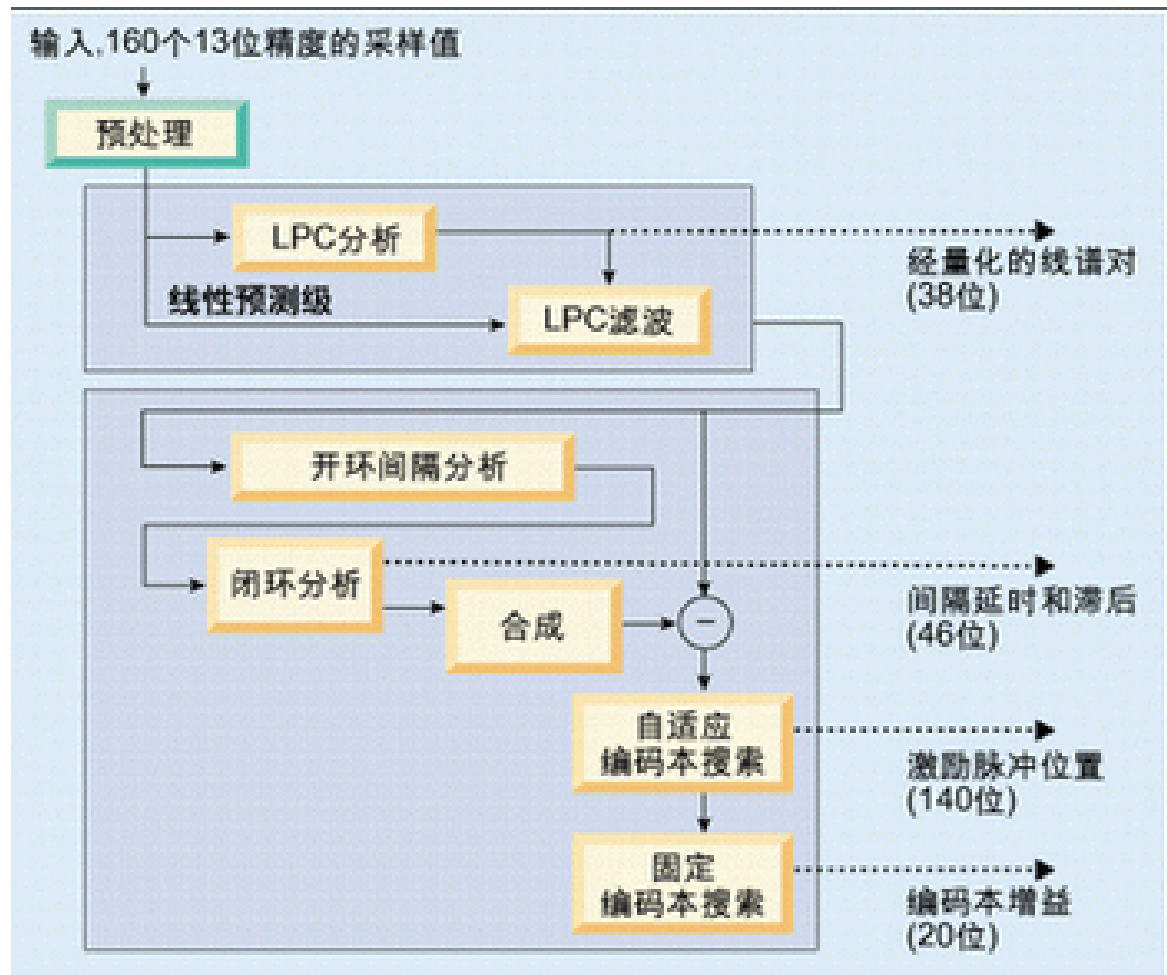 输入,160个13位精度的采样值
预处理
LPC分析
经量化的线谱对
(38位)
线性预测级
LPC滤波
开环间隔分析
闭环分析
合成
−
间隔延时和滞后
(46位)
自适应
编码本搜索
激励脉冲位置
(140位)
固定
编码本搜索
编码本增益
(20位)